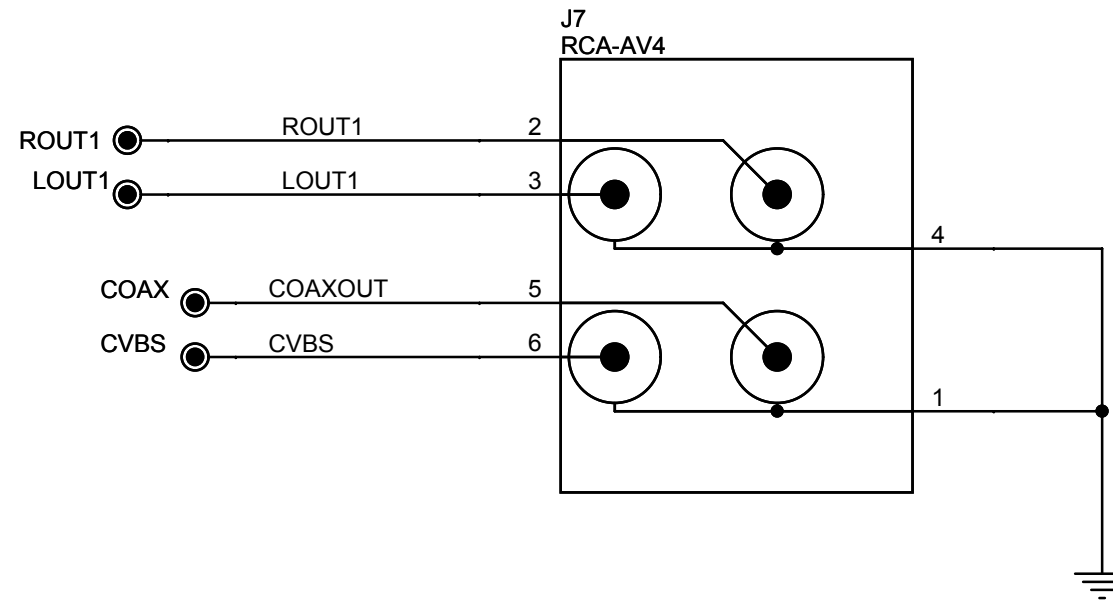 J7
RCA-AV4
ROUT1 ROUT1 2
LOUT1 LOUT1 3
4
COAX COAXOUT 5
CVBS CVBS 6
1